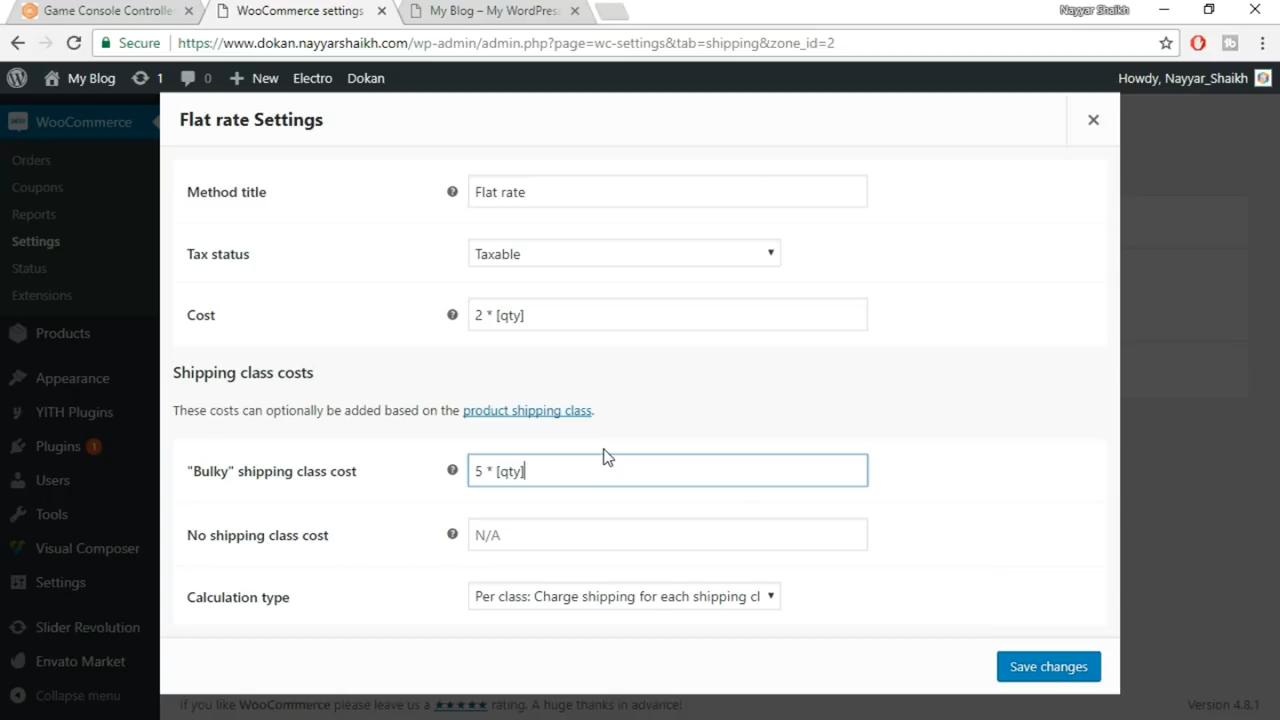 Game Console Controlle
WooCommerce settings
My Blog – My WordPres
Nayyar Shaikh
Secure
https://www.dokan.nayyarshaikh.com/wp-admin/admin.php?page=wc-settings&tab=shipping&zone_id=2
My Blog
1
0
New
Electro
Dokan
Howdy, Nayyar_Shaikh
WooCommerce
Orders
Coupons
Reports
Settings
Status
Extensions
Products
Appearance
YITH Plugins
Plugins 1
Users
Tools
Visual Composer
Settings
Slider Revolution
Envato Market
Collapse menu
Flat rate Settings
Method title
Flat rate
Tax status
Taxable
Cost
2 * [qty]
Shipping class costs
These costs can optionally be added based on the product shipping class.
"Bulky" shipping class cost
5 * [qty]
No shipping class cost
N/A
Calculation type
Per class: Charge shipping for each shipping cl
Save changes
If you like WooCommerce please leave us a ★★★★★ rating. A huge thanks in advance!
Version 4.8.1